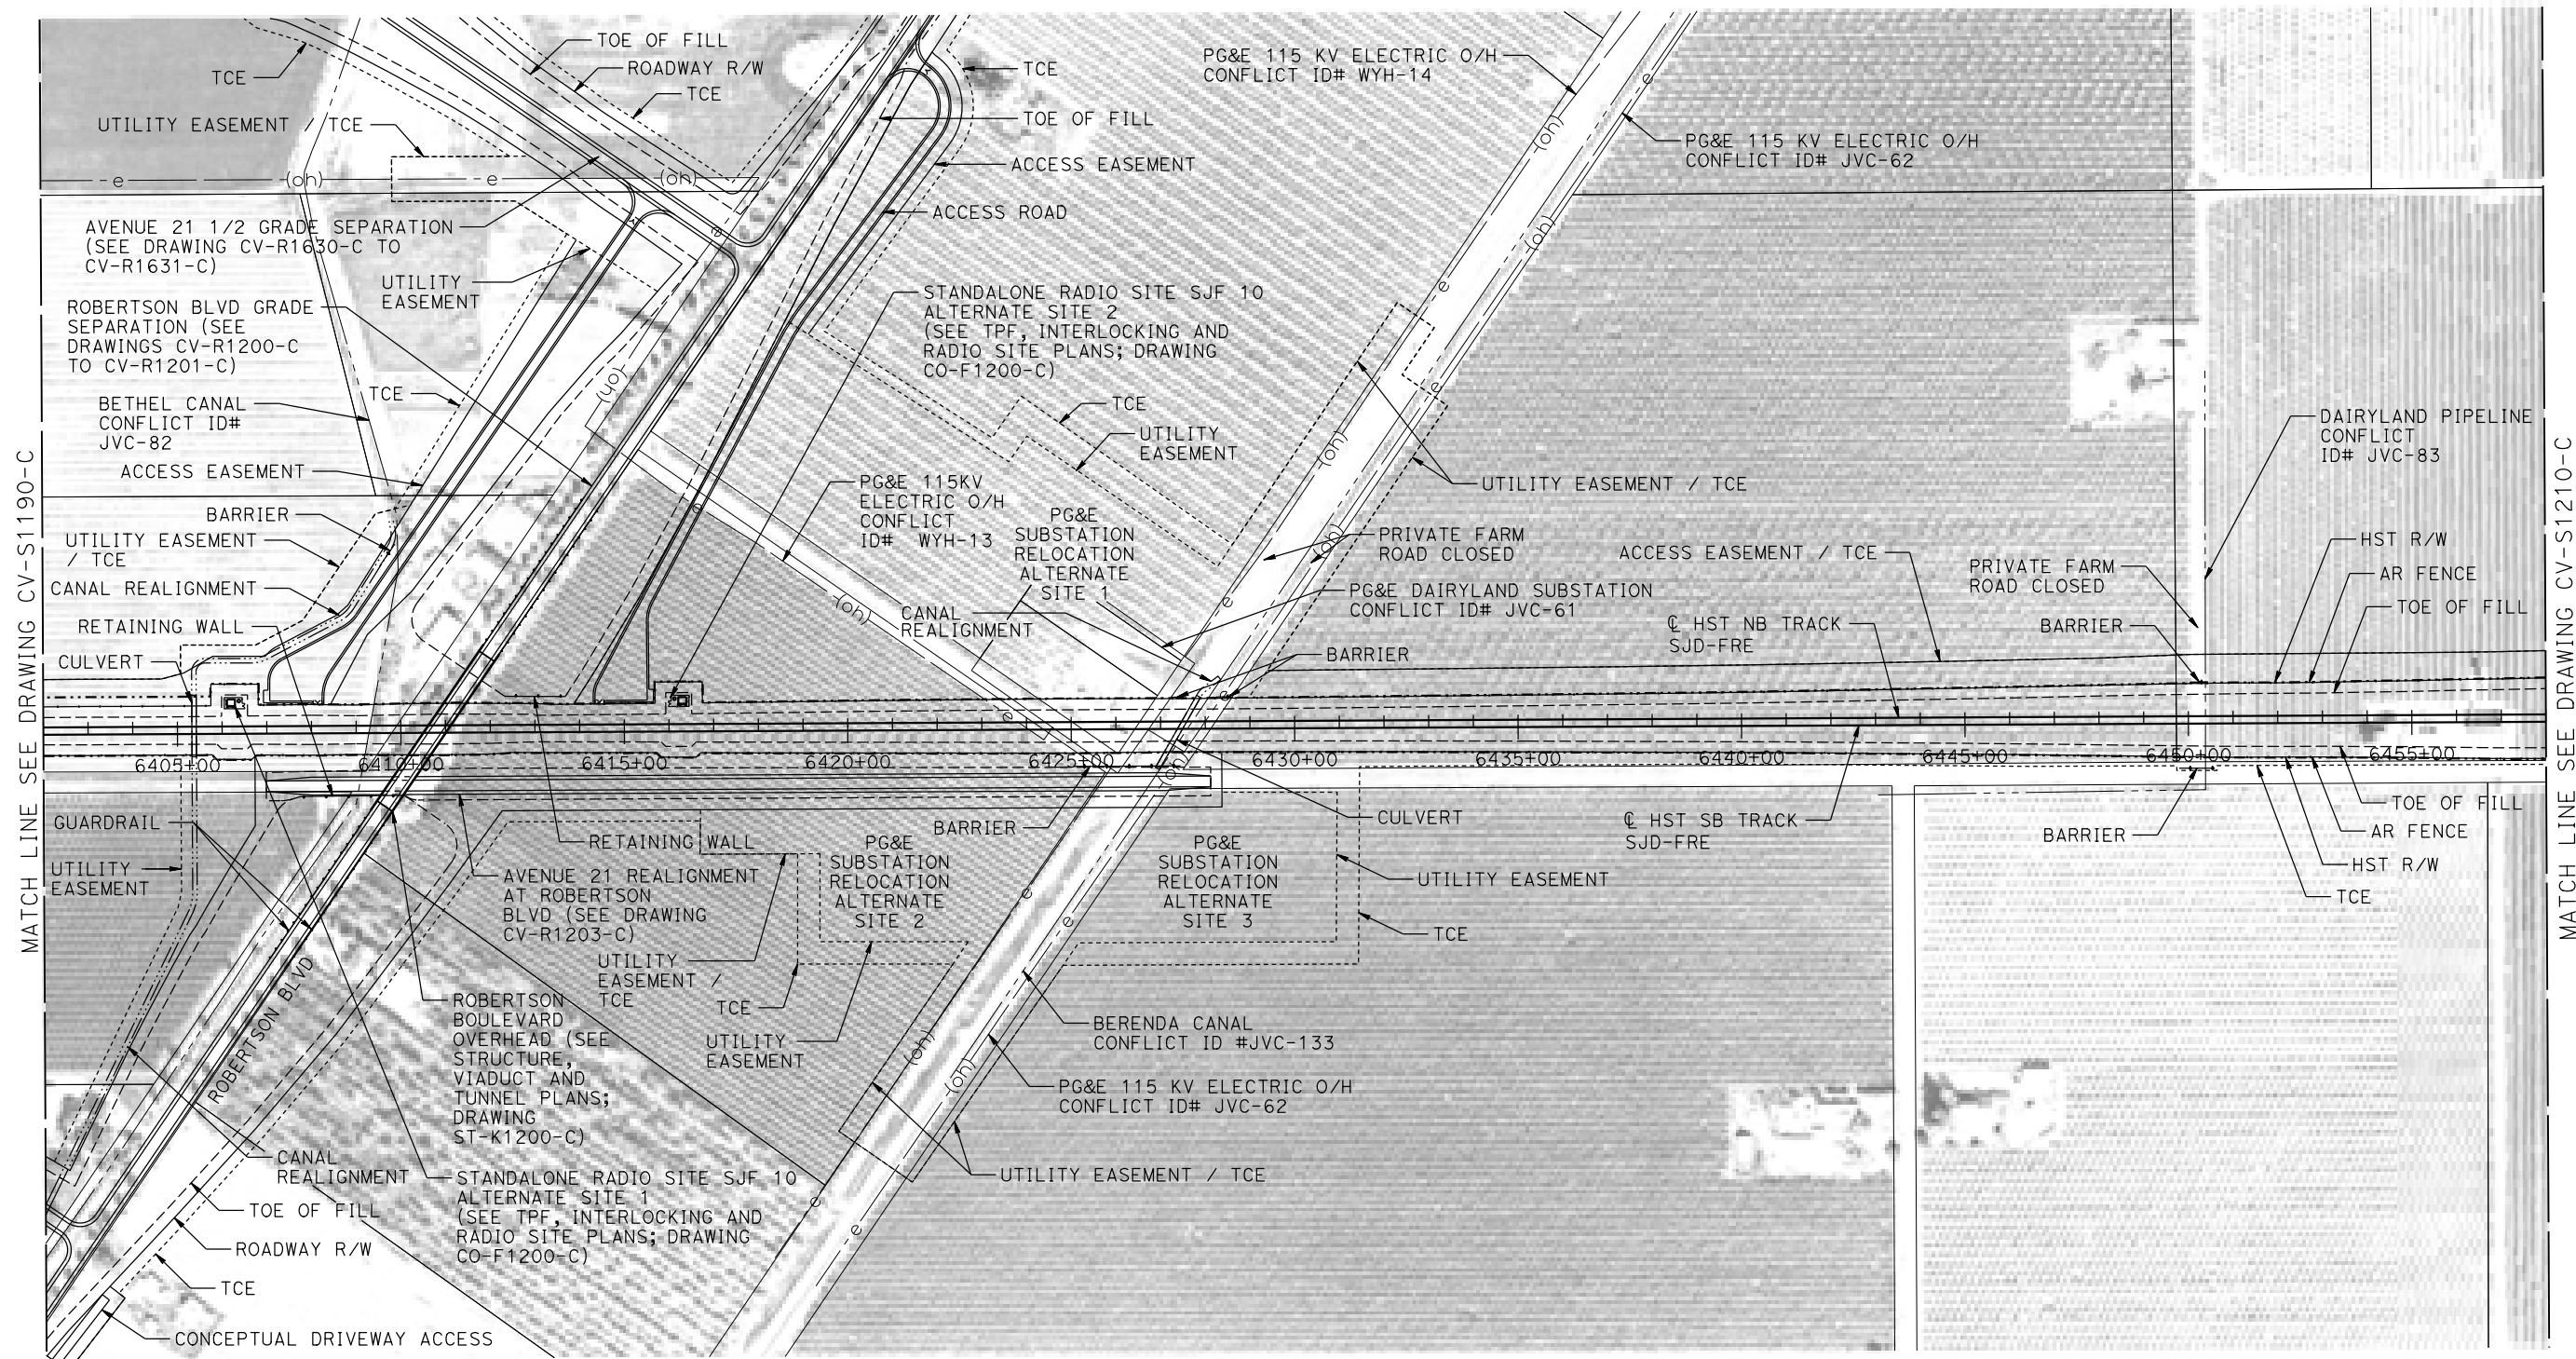 TOE OF FILL
ROADWAY R/W
TCE
TCE
UTILITY EASEMENT / TCE
e
(oh)
e
(oh)
AVENUE 21 1/2 GRADE SEPARATION
(SEE DRAWING CV-R1630-C TO
CV-R1631-C)
UTILITY
EASEMENT
ROBERTSON BLVD GRADE
SEPARATION (SEE
DRAWINGS CV-R1200-C
TO CV-R1201-C)
TCE
BETHEL CANAL
CONFLICT ID#
JVC-82
ACCESS EASEMENT
BARRIER
UTILITY EASEMENT
/ TCE
CANAL REALIGNMENT
RETAINING WALL
CULVERT
MATCH LINE SEE DRAWING CV-S1190-C
TCE
TOE OF FILL
ACCESS EASEMENT
ACCESS ROAD
e
(oh)
STANDALONE RADIO SITE SJF 10
ALTERNATE SITE 2
(SEE TPF, INTERLOCKING AND
RADIO SITE PLANS; DRAWING
CO-F1200-C)
TCE
UTILITY
EASEMENT
e
PG&E 115KV
ELECTRIC O/H
CONFLICT
ID# WYH-13
(oh)
e
PG&E
SUBSTATION
RELOCATION
ALTERNATE
SITE 1
CANAL
REALIGNMENT
PG&E 115 KV ELECTRIC O/H
CONFLICT ID# WYH-14
PG&E 115 KV ELECTRIC O/H
CONFLICT ID# JVC-62
e
(oh)
(oh)
e
e
(oh)
(oh)
e
e
UTILITY EASEMENT / TCE
PRIVATE FARM
ROAD CLOSED
PG&E DAIRYLAND SUBSTATION
CONFLICT ID# JVC-61
BARRIER
ACCESS EASEMENT / TCE
℄ HST NB TRACK
SJD-FRE
DAIRYLAND PIPELINE
CONFLICT
ID# JVC-83
PRIVATE FARM
ROAD CLOSED
HST R/W
AR FENCE
TOE OF FILL
BARRIER
MATCH LINE SEE DRAWING CV-S1210-C
6405+00
6410+00
6415+00
6420+00
6425+00
6430+00
6435+00
6440+00
6445+00
6450+00
6455+00
(oh)
GUARDRAIL
UTILITY
EASEMENT
ROBERTSON BLVD
RETAINING WALL
AVENUE 21 REALIGNMENT
AT ROBERTSON
BLVD (SEE DRAWING
CV-R1203-C)
UTILITY
EASEMENT /
TCE
TCE
UTILITY
EASEMENT
PG&E
SUBSTATION
RELOCATION
ALTERNATE
SITE 2
BARRIER
PG&E
SUBSTATION
RELOCATION
ALTERNATE
SITE 3
CULVERT
UTILITY EASEMENT
TCE
℄ HST SB TRACK
SJD-FRE
BARRIER
TOE OF FILL
AR FENCE
HST R/W
TCE
e
e
(oh)
(oh)
e
e
ROBERTSON
BOULEVARD
OVERHEAD (SEE
STRUCTURE,
VIADUCT AND
TUNNEL PLANS;
DRAWING
ST-K1200-C)
BERENDA CANAL
CONFLICT ID #JVC-133
PG&E 115 KV ELECTRIC O/H
CONFLICT ID# JVC-62
UTILITY EASEMENT / TCE
CANAL
REALIGNMENT
STANDALONE RADIO SITE SJF 10
ALTERNATE SITE 1
(SEE TPF, INTERLOCKING AND
RADIO SITE PLANS; DRAWING
CO-F1200-C)
TOE OF FILL
ROADWAY R/W
TCE
CONCEPTUAL DRIVEWAY ACCESS